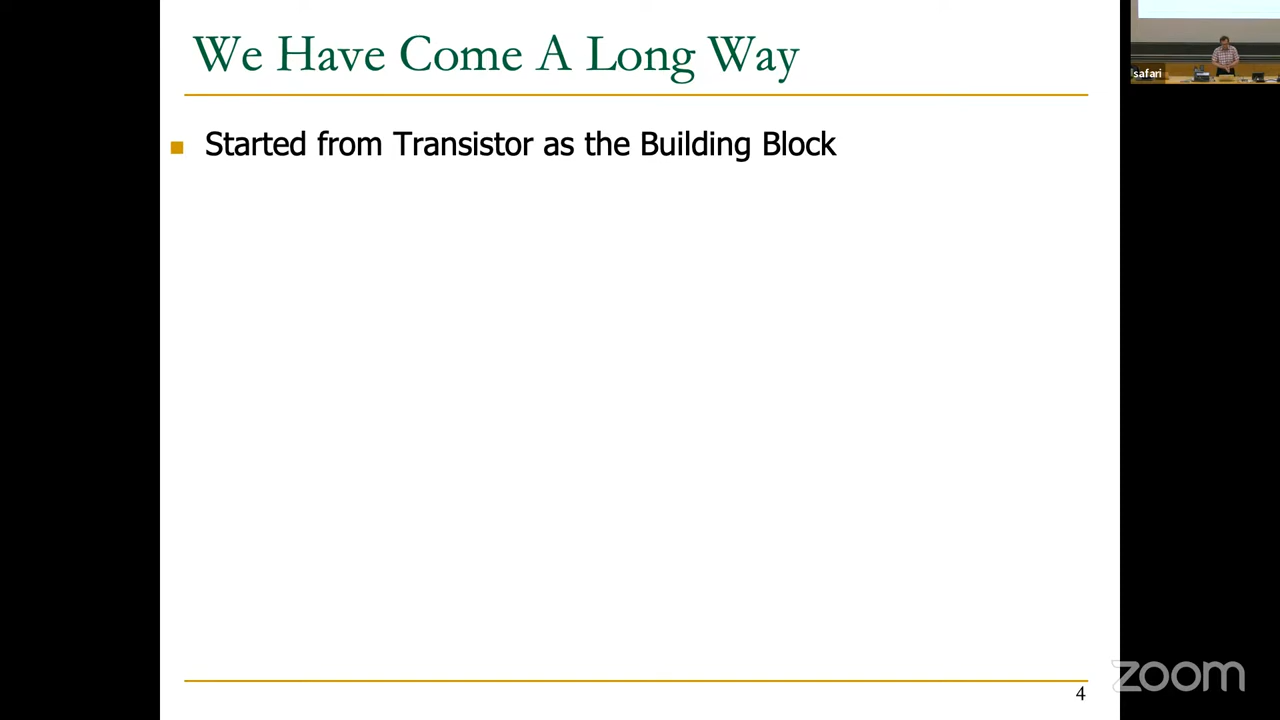 We Have Come A Long Way
safari
Started from Transistor as the Building Block
4
zoom